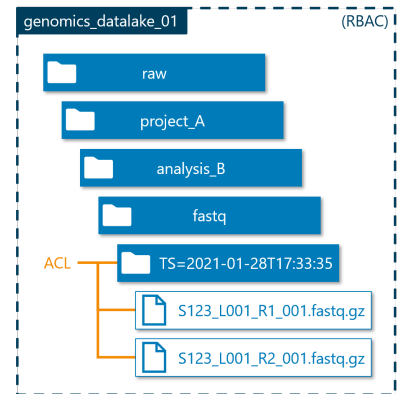 genomics_datalake_01 (RBAC)
raw
project_A
analysis_B
fastq
ACL TS=2021-01-28T17:33:35
S123_L001_R1_001.fastq.gz
S123_L001_R2_001.fastq.gz